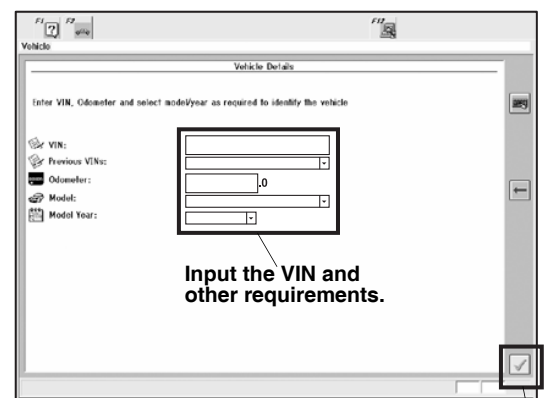 F1 F2 F12
Vehicle
Vehicle Details
Enter VIN, Odometer and select model/year as required to identify the vehicle
VIN:
Previous VINs:
Odometer:
.0
Model:
Model Year:
Input the VIN and
other requirements.